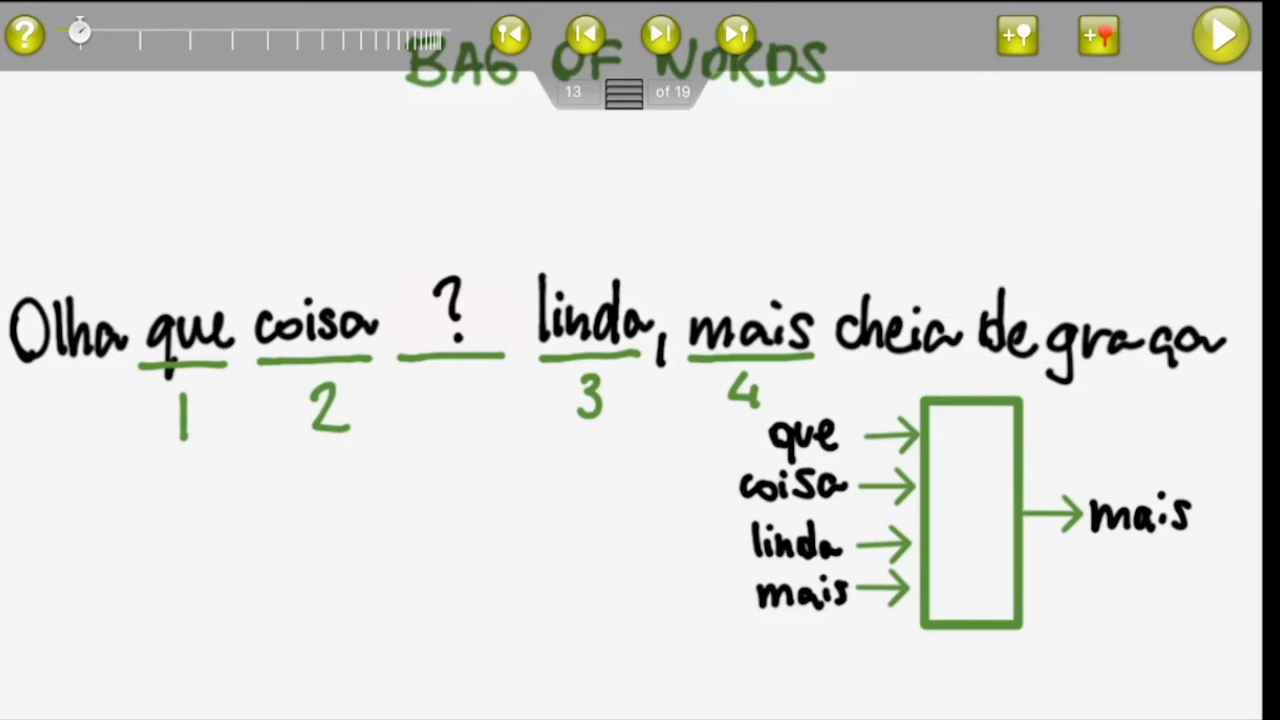 ?
BAG OF WORDS
13 of 19
Olha que coisa ? linda, mais cheia de graça
1 2 3 4
que
coisa
linda
mais
mais